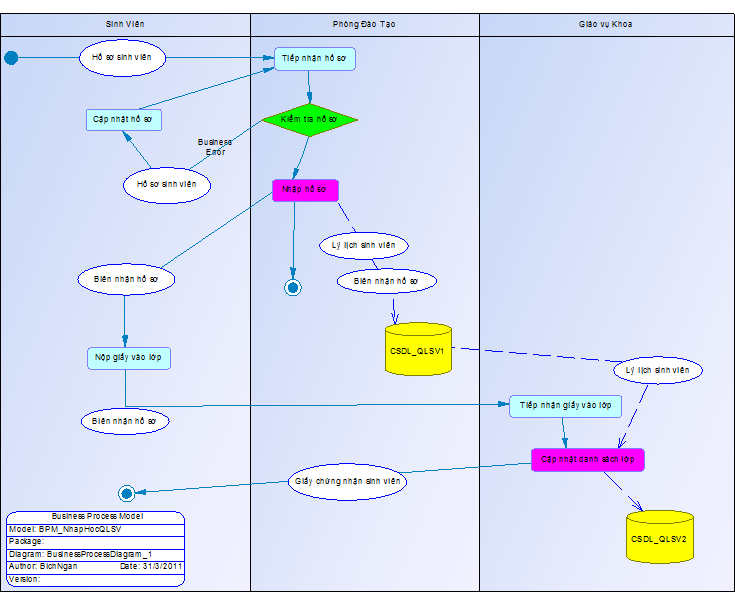 Sinh Viên
Phòng Đào Tạo
Giáo vụ Khoa
Hồ sơ sinh viên
Tiếp nhận hồ sơ
Cập nhật hồ sơ
Kiểm tra hồ sơ
Business
Error
Hồ sơ sinh viên
Nhập hồ sơ
Lý lịch sinh viên
Biên nhận hồ sơ
Biên nhận hồ sơ
CSDL_QLSV1
Nộp giấy vào lớp
Lý lịch sinh viên
Tiếp nhận giấy vào lớp
Biên nhận hồ sơ
Cập nhật danh sách lớp
Giấy chứng nhận sinh viên
CSDL_QLSV2
Business Process Model
Model: BPM_NhapHocQLSV
Package:
Diagram: BusinessProcessDiagram_1
Author: BichNgan Date: 31/3/2011
Version: